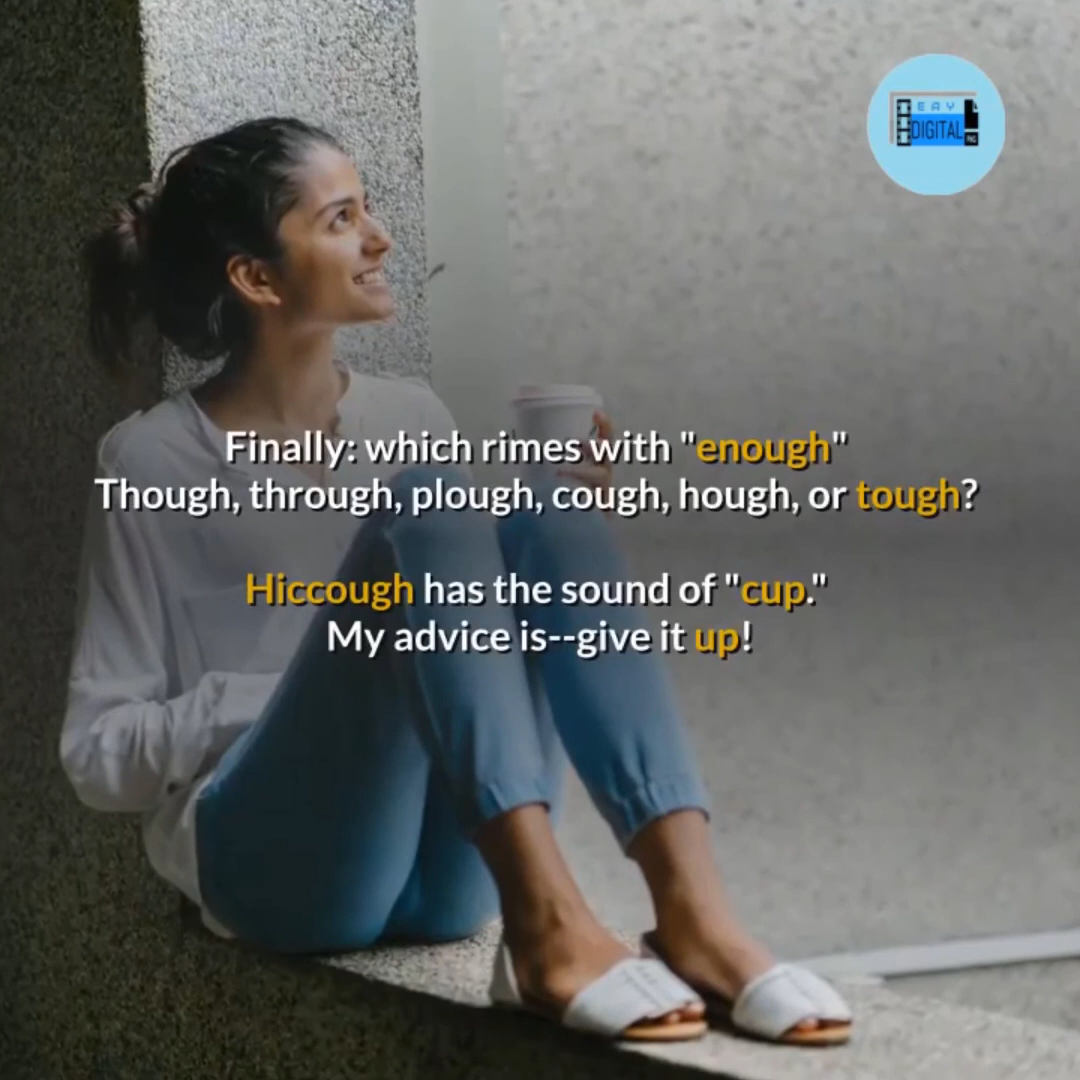 EAY
DIGITAL
Finally: which rimes with "enough"
Though, through, plough, cough, hough, or tough?
Hiccough has the sound of "cup."
My advice is--give it up!